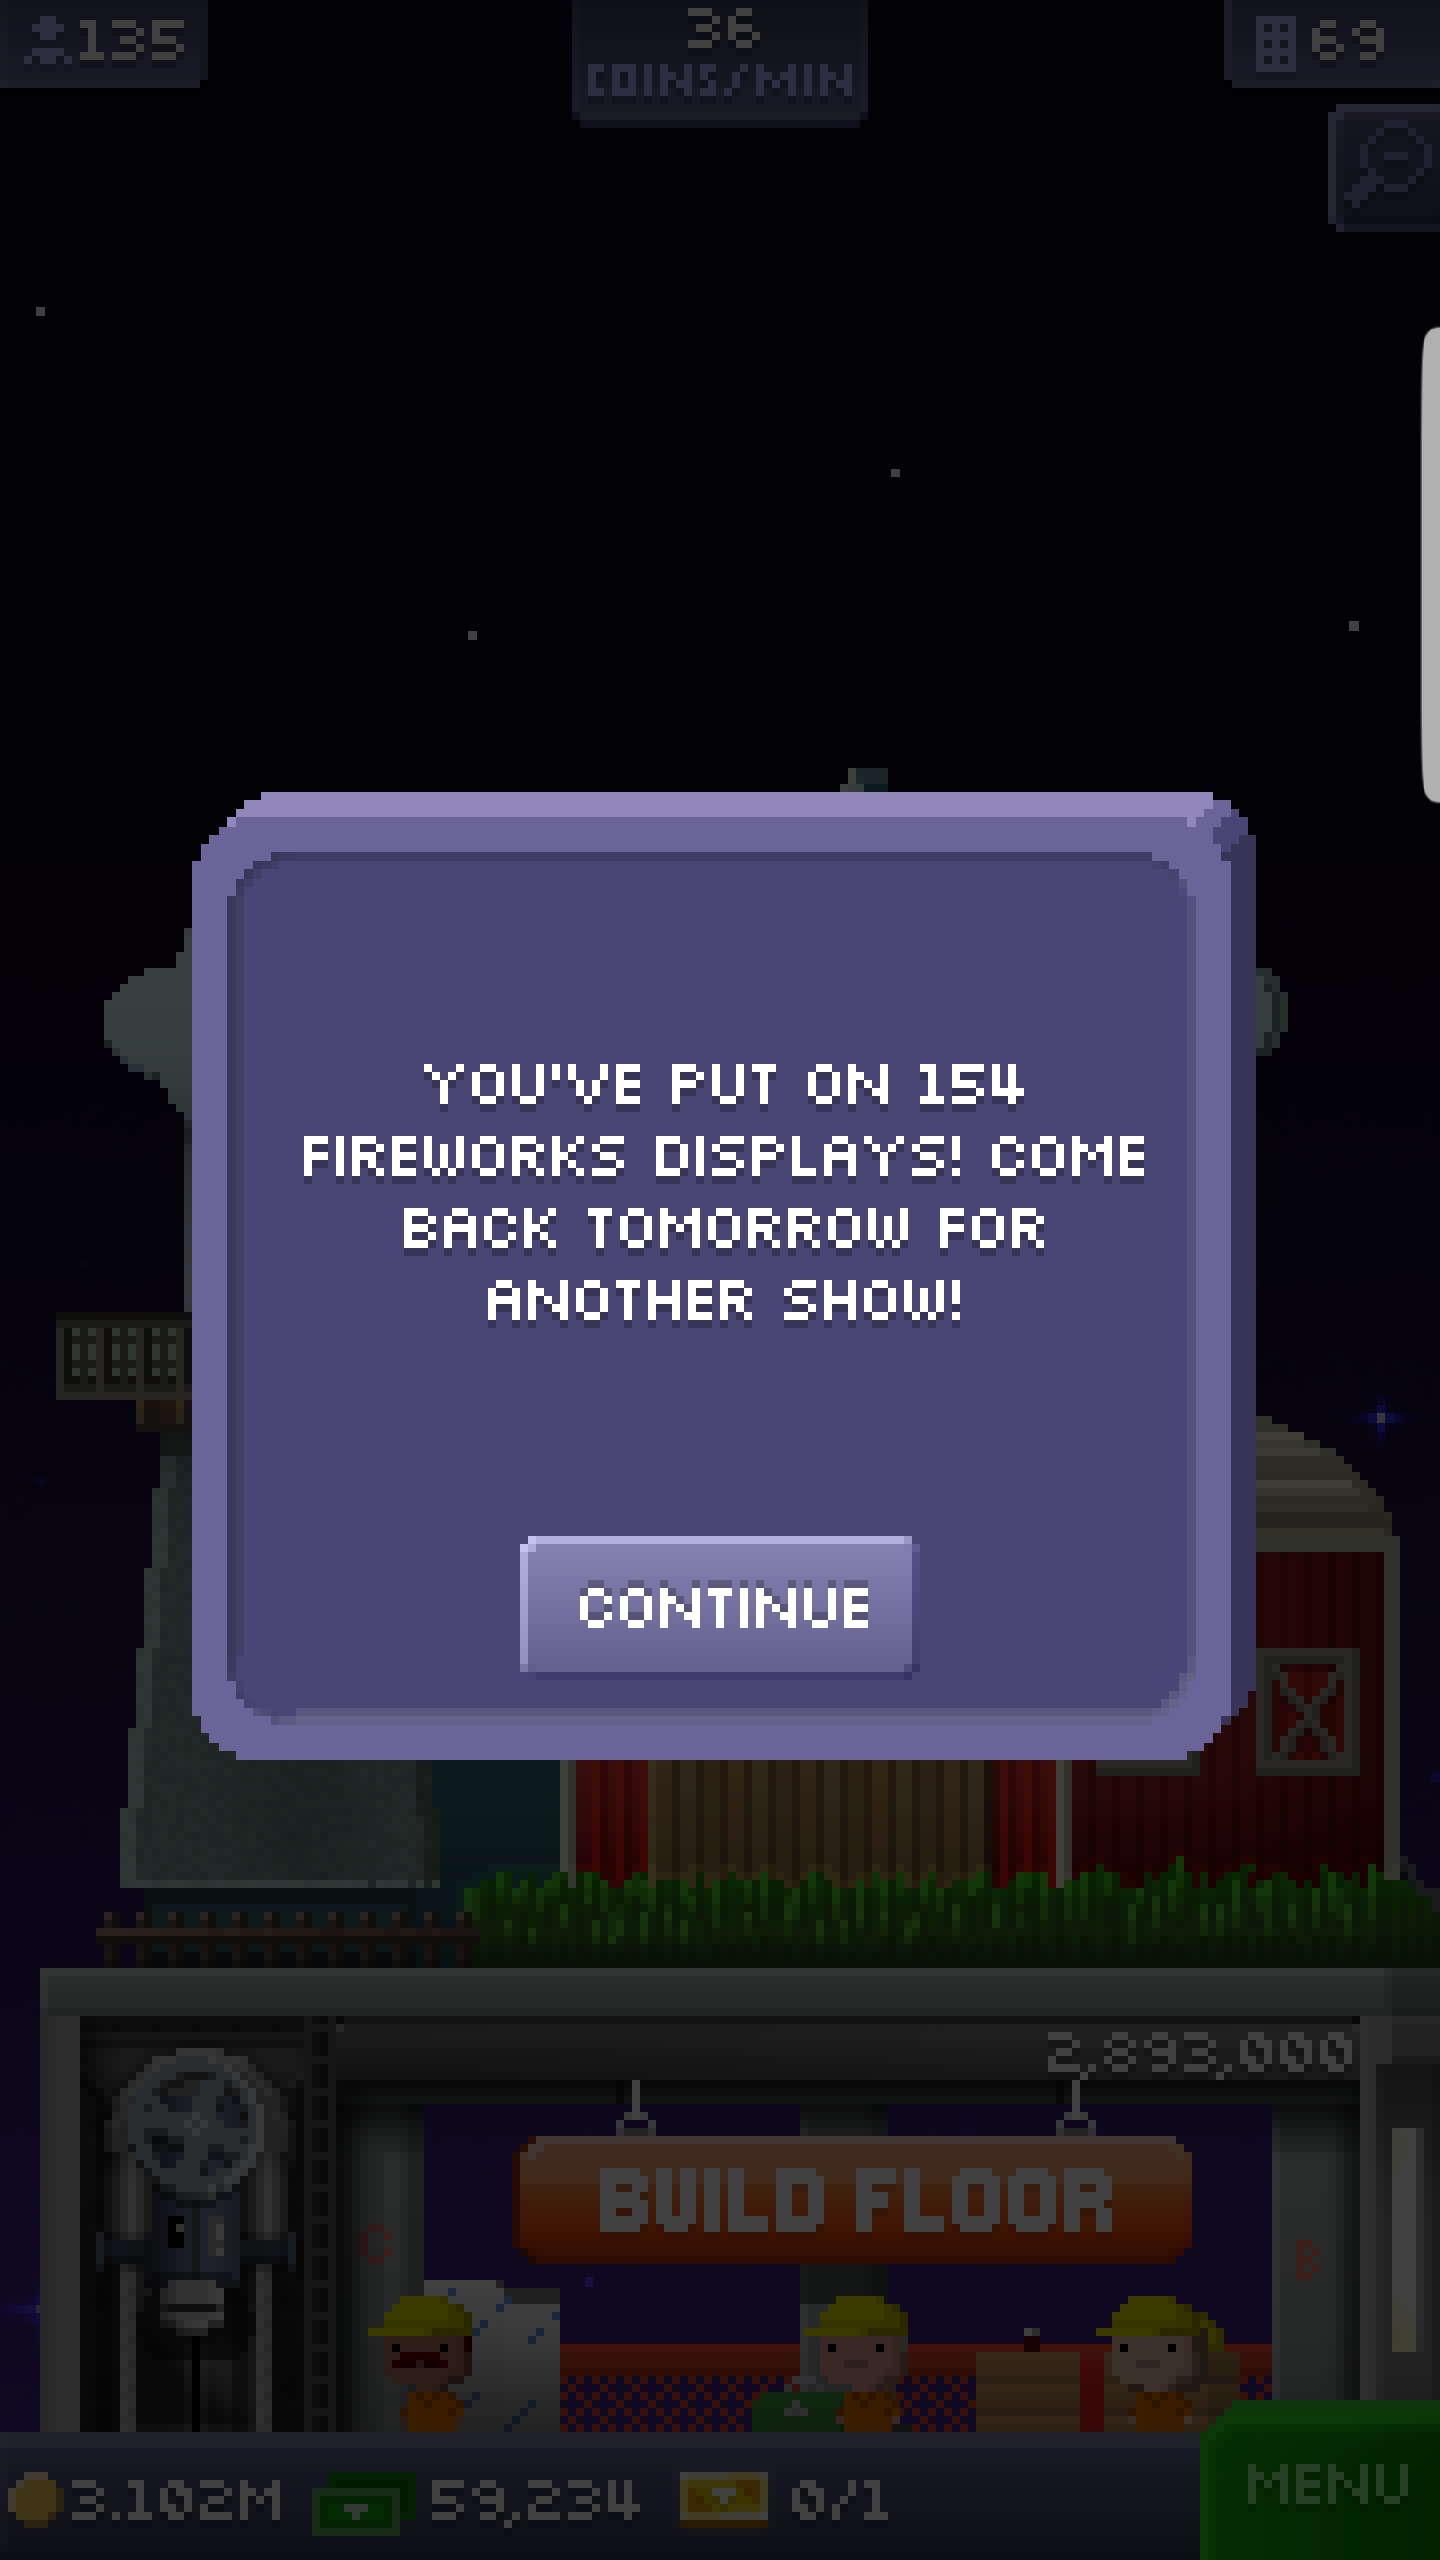 135
36
COINS/MIN
69
YOU'VE PUT ON 154
FIREWORKS DISPLAYS! COME
BACK TOMORROW FOR
ANOTHER SHOW!
CONTINUE
2,893,000
BUILD FLOOR
C
B
3.102M
59,234
0/1
MENU